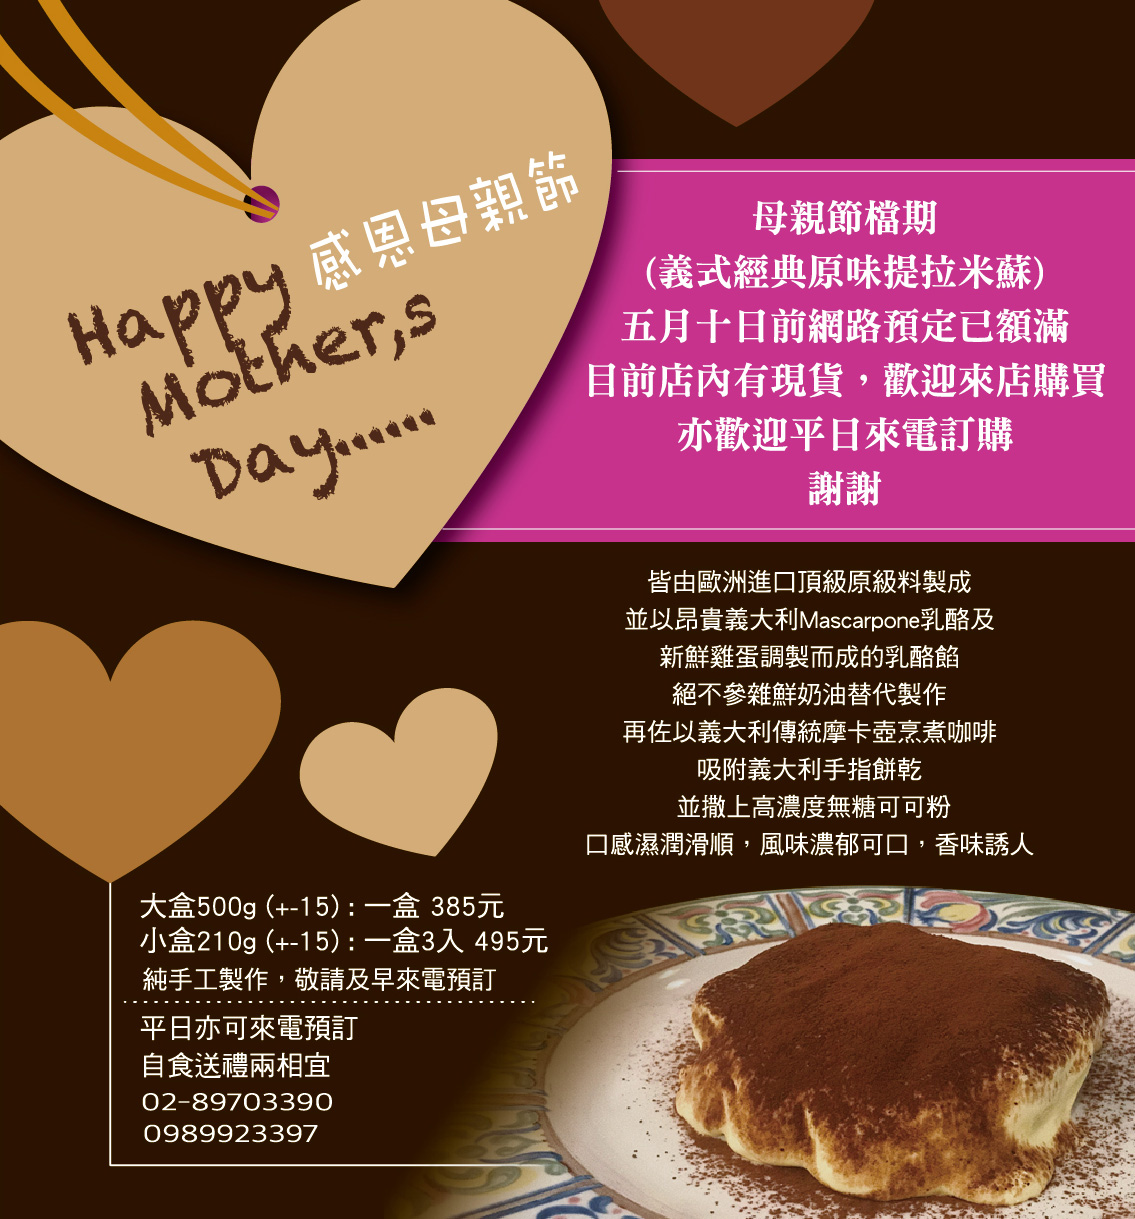 感恩母親節
Happy
Mother,s
Day......
母親節檔期
(義式經典原味提拉米蘇)
五月十日前網路預定已額滿
目前店內有現貨，歡迎來店購買
亦歡迎平日來電訂購
謝謝
皆由歐洲進口頂級原級料製成
並以昂貴義大利Mascarpone乳酪及
新鮮雞蛋調製而成的乳酪餡
絕不參雜鮮奶油替代製作
再佐以義大利傳統摩卡壺烹煮咖啡
吸附義大利手指餅乾
並撒上高濃度無糖可可粉
口感濕潤滑順，風味濃郁可口，香味誘人
大盒500g (+-15) : 一盒 385元
小盒210g (+-15) : 一盒3入 495元
純手工製作，敬請及早來電預訂
平日亦可來電預訂
自食送禮兩相宜
02-89703390
0989923397